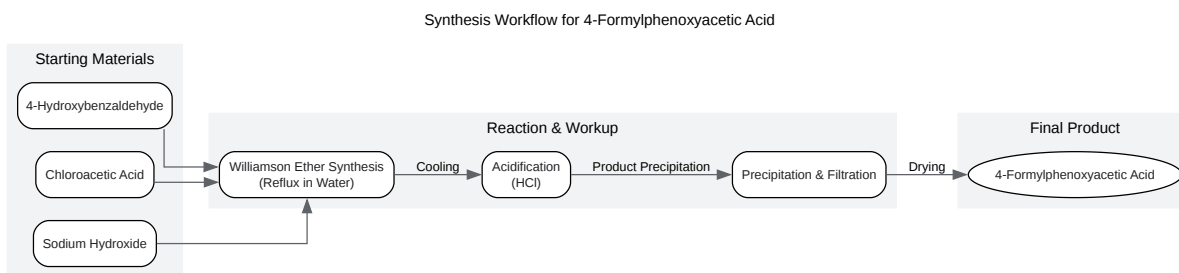 Synthesis Workflow for 4-Formylphenoxyacetic Acid
Starting Materials
4-Hydroxybenzaldehyde
Chloroacetic Acid
Sodium Hydroxide
Reaction & Workup
Williamson Ether Synthesis
(Reflux in Water)
Cooling
Acidification
(HCl)
Product Precipitation
Precipitation & Filtration
Drying
Final Product
4-Formylphenoxyacetic Acid